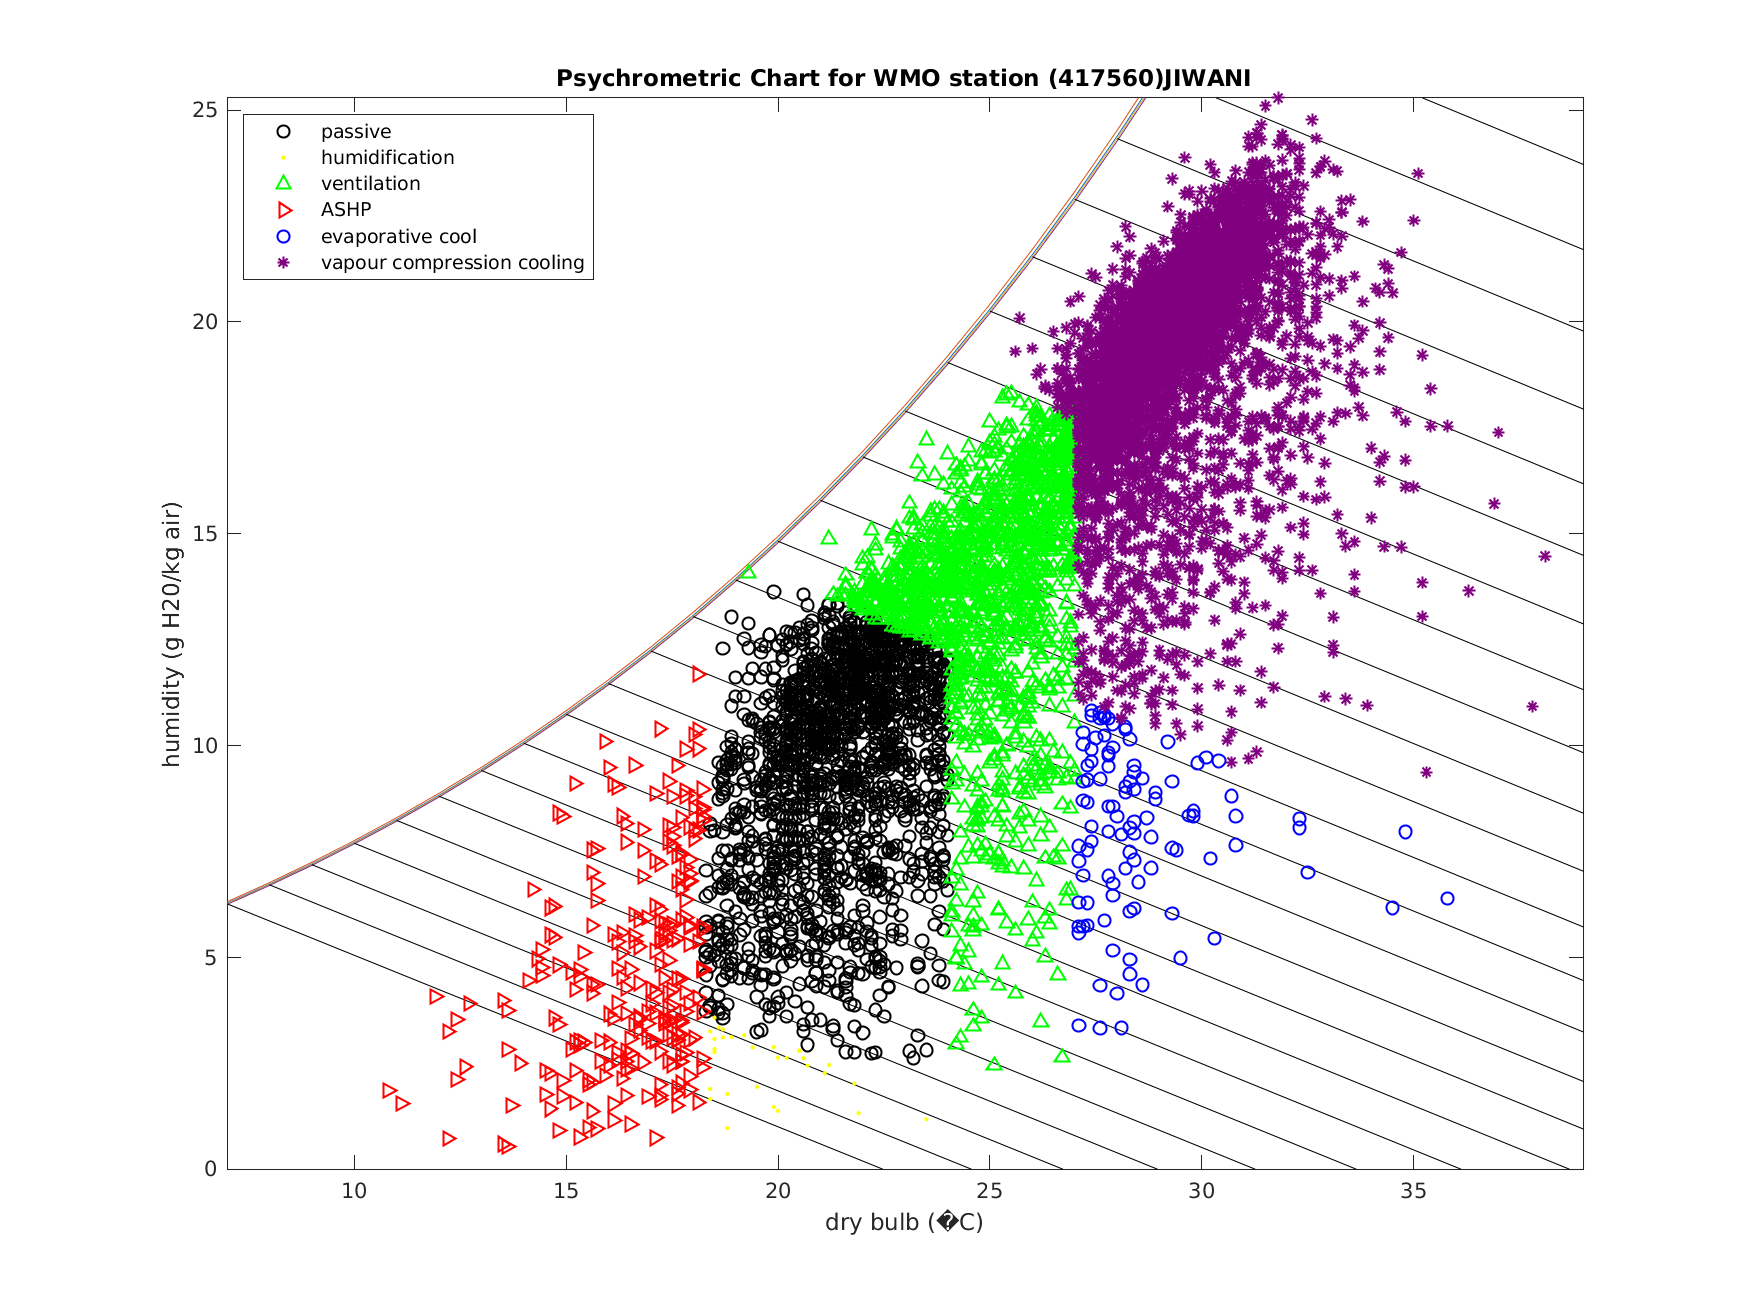 Psychrometric Chart for WMO station (417560)JIWANI
passive
humidification
ventilation
ASHP
evaporative cool
vapour compression cooling
humidity (g H20/kg air)
25
20
15
10
5
0
10 15 20 25 30 35
dry bulb (�C)